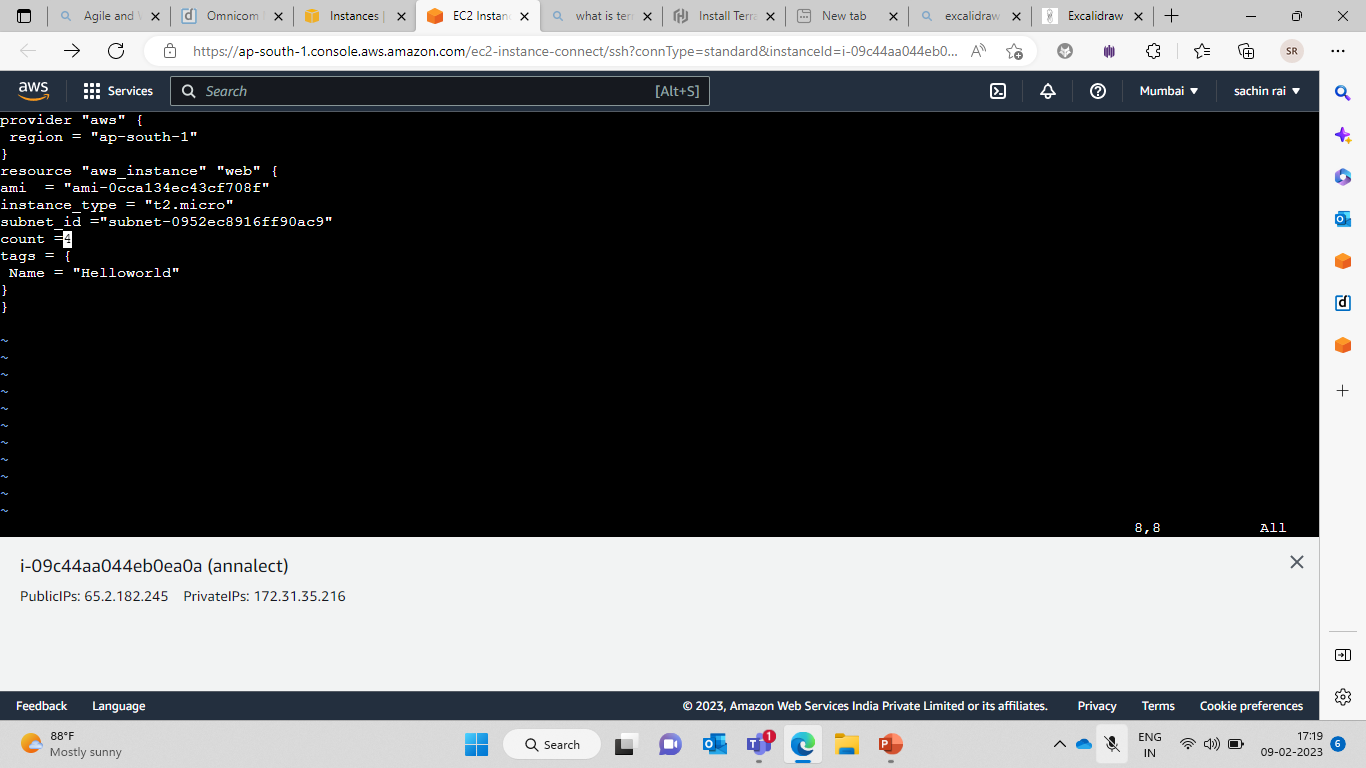 Agile and
Omnicom
Instances |
EC2 Instan
what is terr
Install Terra
New tab
excalidraw
Excalidraw
https://ap-south-1.console.aws.amazon.com/ec2-instance-connect/ssh?connType=standard&instanceId=i-09c44aa044eb0...
SR
aws
Services
Search
[Alt+S]
Mumbai
sachin rai
provider "aws" {
region = "ap-south-1"
}
resource "aws_instance" "web" {
ami  = "ami-0cca134ec43cf708f"
instance_type = "t2.micro"
subnet_id ="subnet-0952ec8916ff90ac9"
count =4
tags = {
Name = "Helloworld"
}
}
~
~
~
~
~
~
~
~
~
~
~
8,8
All
i-09c44aa044eb0ea0a (annalect)
PublicIPs: 65.2.182.245
PrivateIPs: 172.31.35.216
Feedback
Language
© 2023, Amazon Web Services India Private Limited or its affiliates.
Privacy
Terms
Cookie preferences
88°F
Mostly sunny
Search
1
ENG
IN
17:19
09-02-2023
6